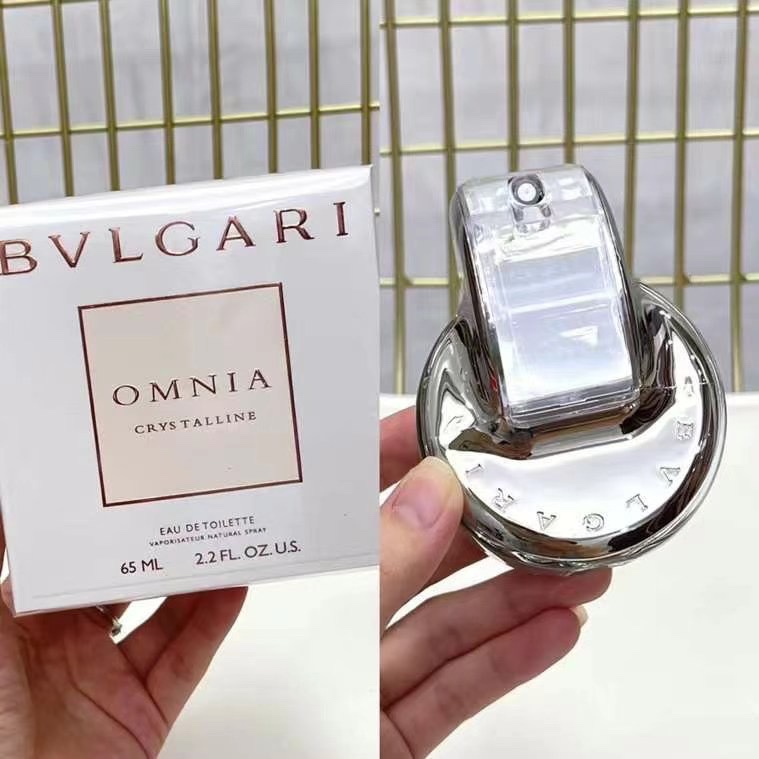 BVLGARI
OMNIA
CRYSTALLINE
EAU DE TOILETTE
VAPORISATEUR NATURAL SPRAY
65 ML 2.2 FL. OZ. U.S.
BVLGARI